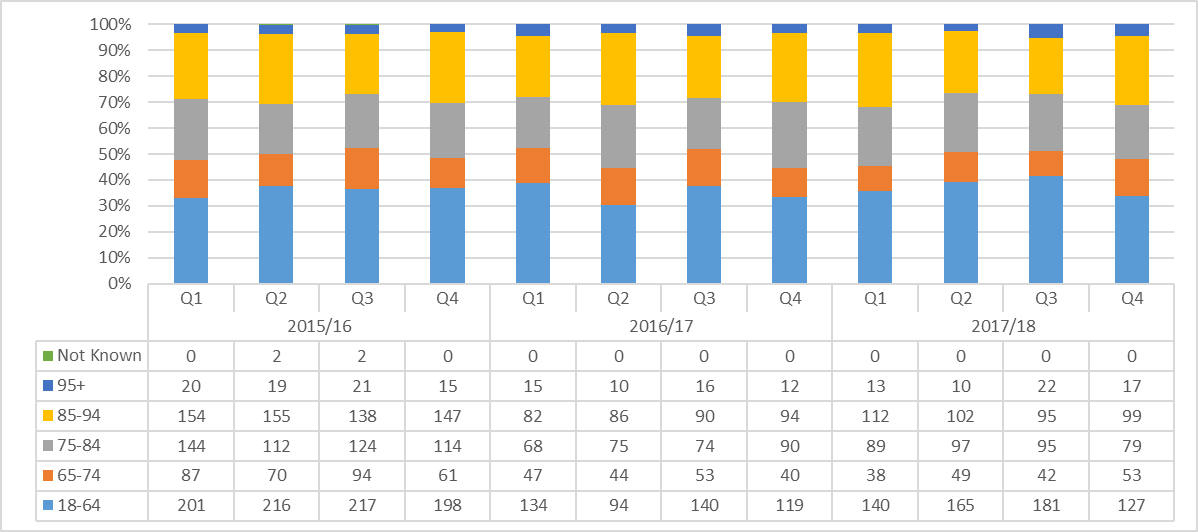 100%
90%
80%
70%
60%
50%
40%
30%
20%
10%
0%
Q1 Q2 Q3 Q4 Q1 Q2 Q3 Q4 Q1 Q2 Q3 Q4
2015/16 2016/17 2017/18
Not Known 0 2 2 0 0 0 0 0 0 0 0 0
95+ 20 19 21 15 15 10 16 12 13 10 22 17
85-94 154 155 138 147 82 86 90 94 112 102 95 99
75-84 144 112 124 114 68 75 74 90 89 97 95 79
65-74 87 70 94 61 47 44 53 40 38 49 42 53
18-64 201 216 217 198 134 94 140 119 140 165 181 127